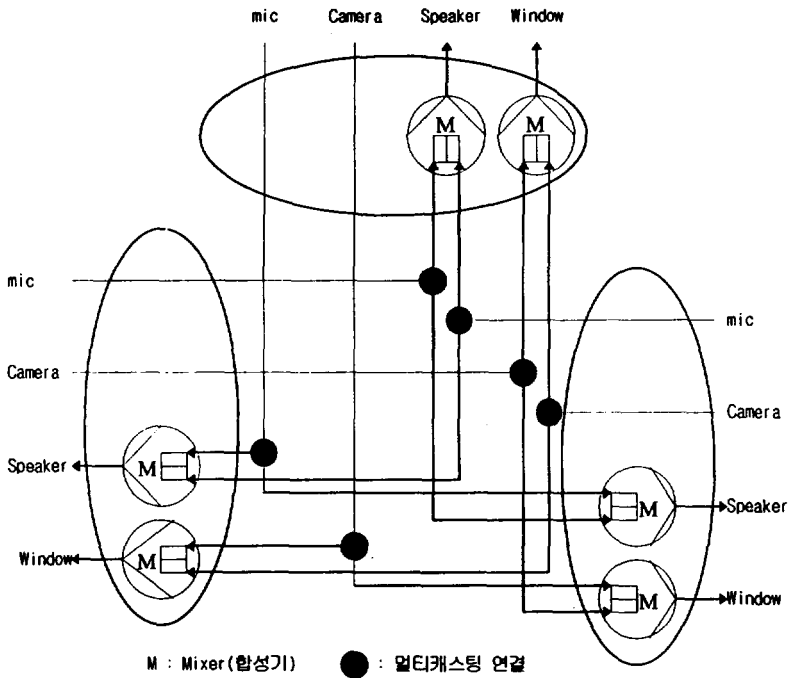 mic Camera Speaker Window
M M
mic
mic
Camera
Camera
Speaker M
M Speaker
Window M
M Window
M : Mixer(합성기) : 멀티캐스팅 연결